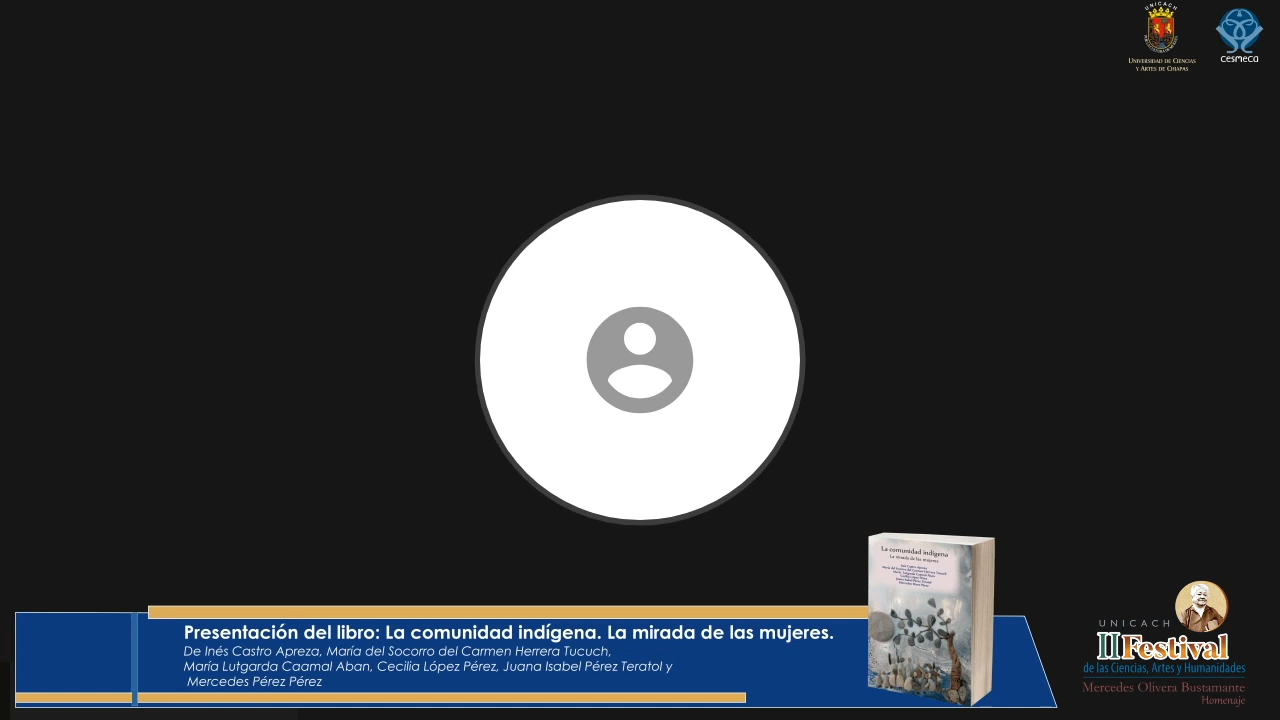 UNICACH
UNIVERSIDAD DE CIENCIAS
Y ARTES DE CHIAPAS
cesmeca
La comunidad indígena
La mirada de las mujeres
Presentación del libro: La comunidad indígena. La mirada de las mujeres.
De Inés Castro Apreza, María del Socorro del Carmen Herrera Tucuch,
María Lutgarda Caamal Aban, Cecilia López Pérez, Juana Isabel Pérez Teratol y
Mercedes Pérez Pérez
UNICACH
II Festival
de las Ciencias, Artes y Humanidades
Mercedes Olivera Bustamante
Homenaje